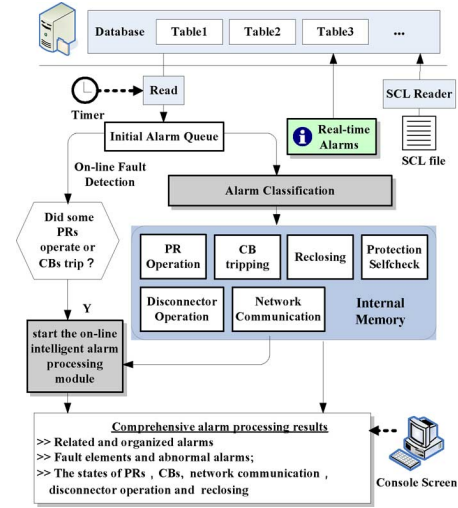 Database
Table1
Table2
Table3
...
Read
SCL Reader
Timer
Initial Alarm Queue
Real-time
Alarms
SCL file
On-line Fault
Detection
Alarm Classification
Did some
PRs
operate or
CBs trip？
PR
Operation
CB
tripping
Reclosing
Protection
Selfcheck
Disconnector
Operation
Network
Communication
Internal
Memory
Y
start the on-line
intelligent alarm
processing
module
Comprehensive alarm processing results
>> Related and organized alarms
>> Fault elements and abnormal alarms;
>> The states of PRs，CBs, network communication，
disconnector operation and reclosing
Console Screen